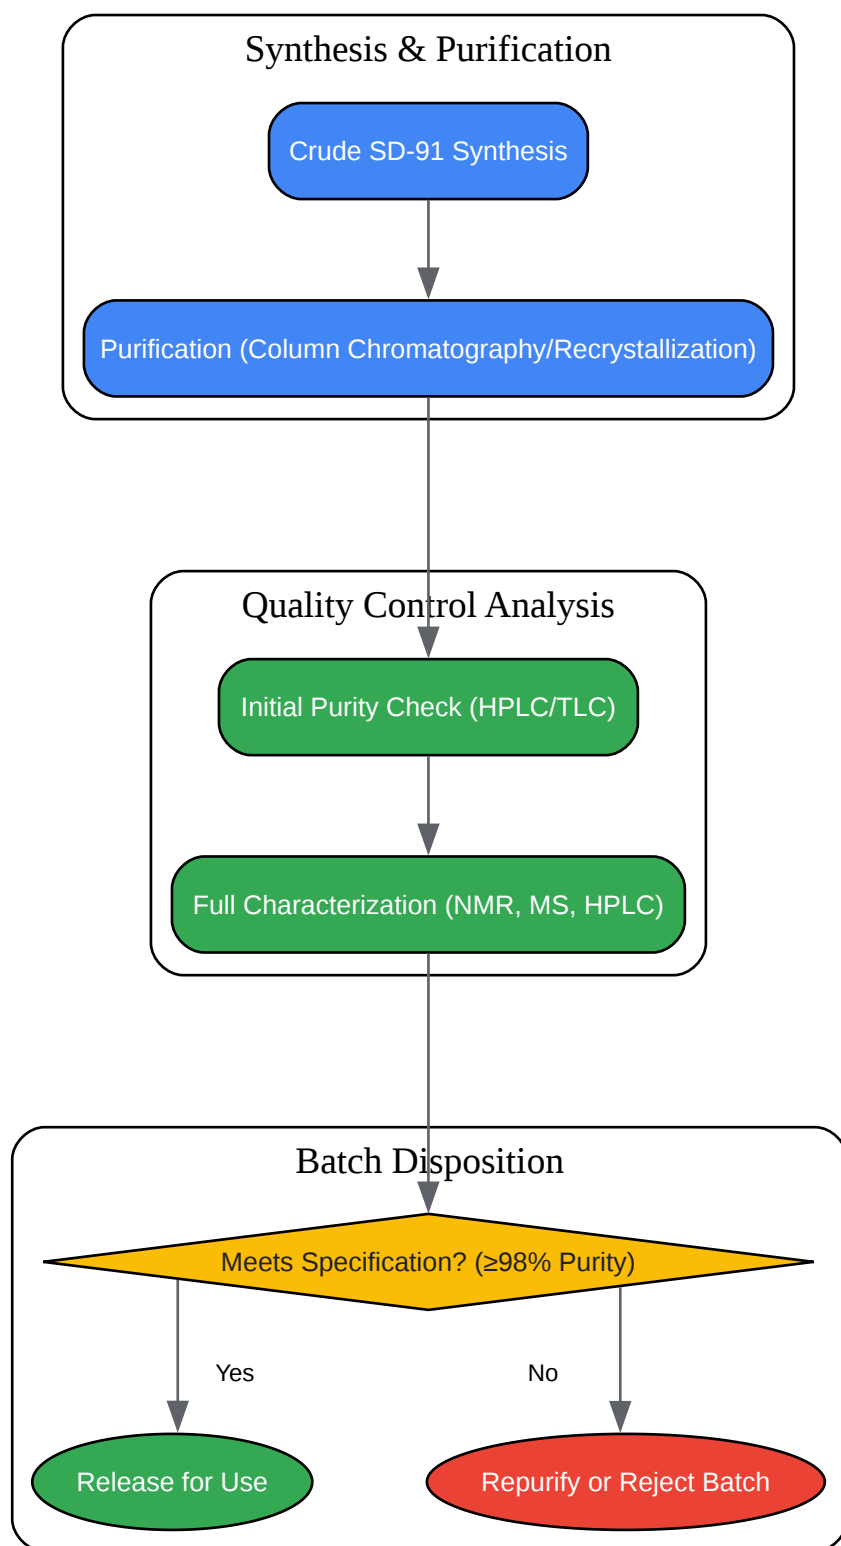 Synthesis & Purification
Crude SD-91 Synthesis
Purification (Column Chromatography/Recrystallization)
Quality Control Analysis
Initial Purity Check (HPLC/TLC)
Full Characterization (NMR, MS, HPLC)
Batch Disposition
Meets Specification? (≥98% Purity)
Yes
No
Release for Use
Repurify or Reject Batch